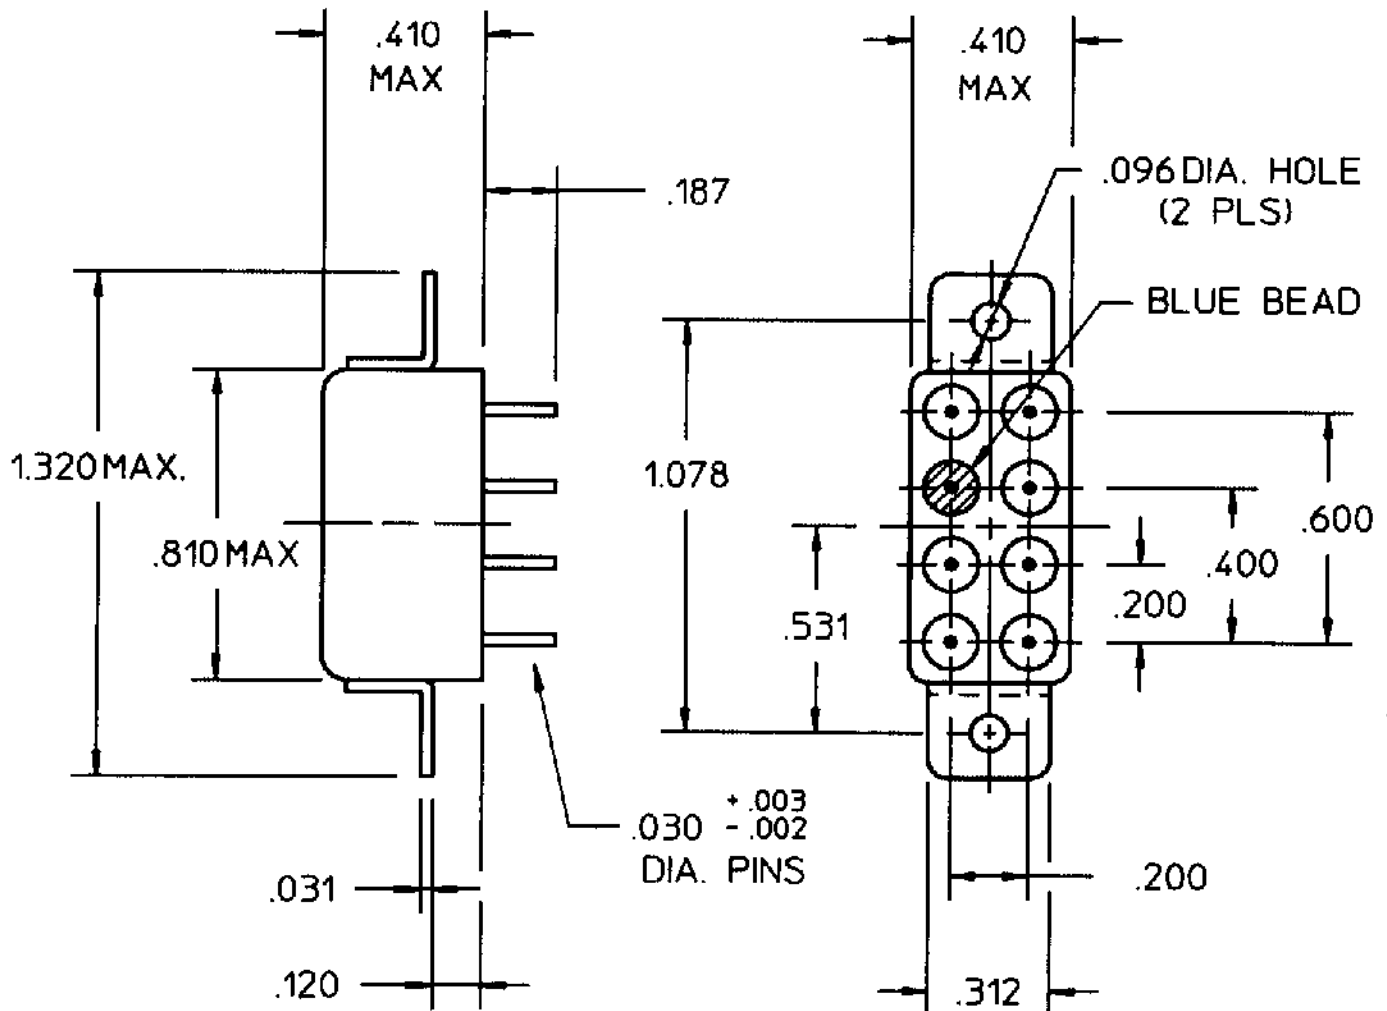 .410
MAX
.410
MAX
.187
.096 DIA. HOLE
(2 PLS)
BLUE BEAD
1.320 MAX.
1.078
.810 MAX
.600
.400
.200
.531
+ .003
.030 - .002
DIA. PINS
.031
.200
.120
.312